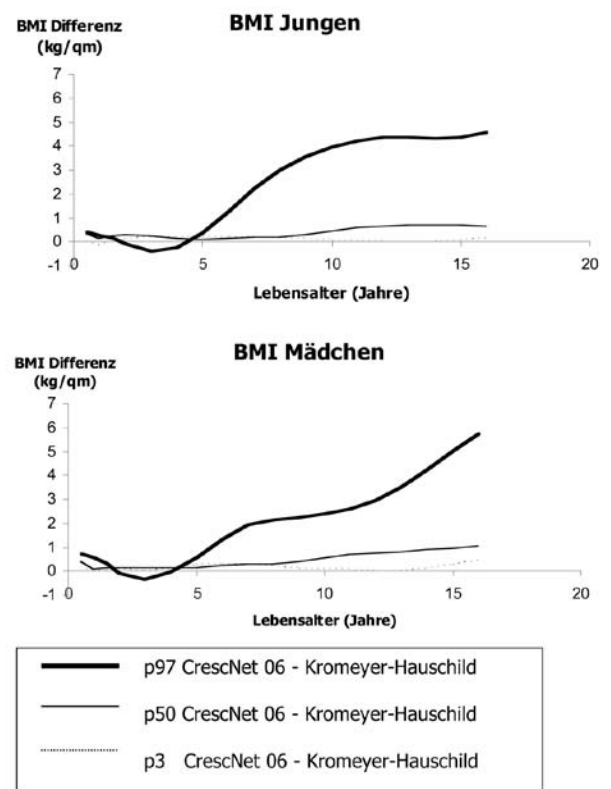 BMI Differenz
(kg/qm)
BMI Jungen
7
6
5
4
3
2
1
0
-1
0
5
10
15
20
Lebensalter (Jahre)
BMI Differenz
(kg/qm)
BMI Mädchen
7
6
5
4
3
2
1
0
-1
0
5
10
15
20
Lebensalter (Jahre)
p97 CrescNet 06 - Kromeyer-Hauschild
p50 CrescNet 06 - Kromeyer-Hauschild
p3 CrescNet 06 - Kromeyer-Hauschild